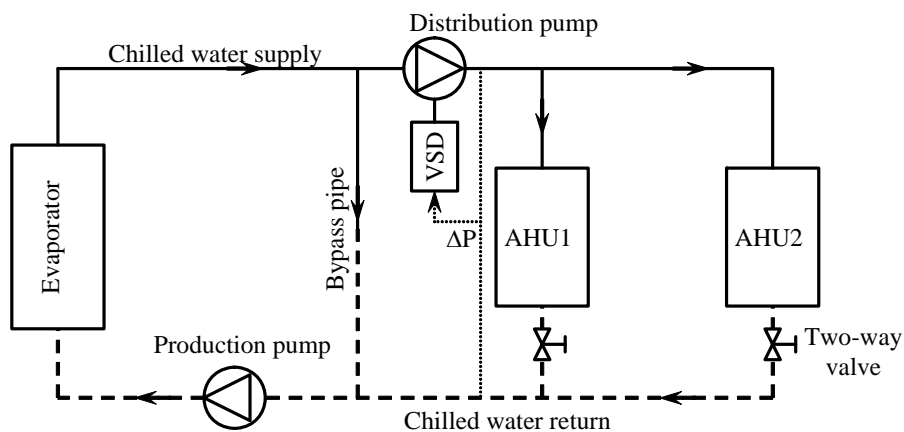 Distribution pump
Chilled water supply
VSD
Evaporator
Bypass pipe
ΔP
AHU1
AHU2
Production pump
Two-way
valve
Chilled water return